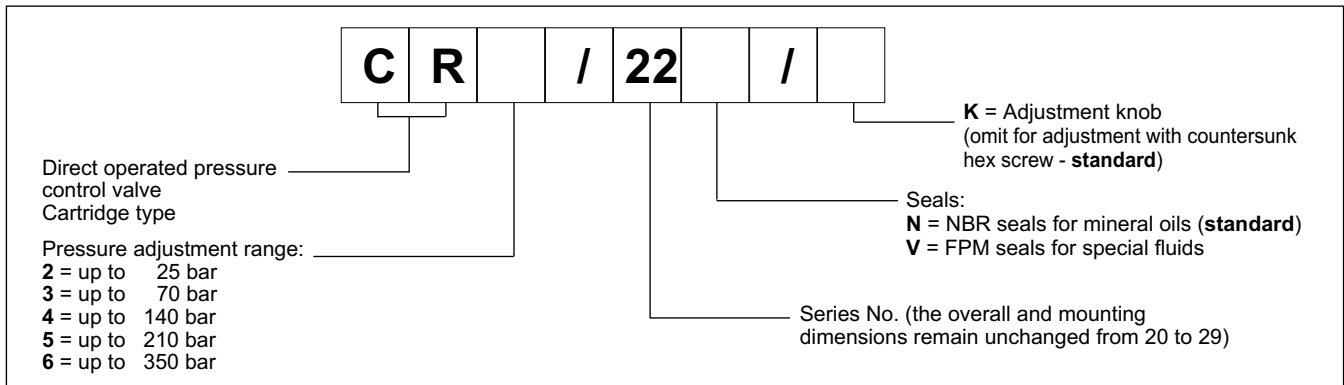 C R / 22 /
K = Adjustment knob
(omit for adjustment with countersunk
hex screw - standard)
Direct operated pressure
control valve
Cartridge type
Seals:
N = NBR seals for mineral oils (standard)
V = FPM seals for special fluids
Pressure adjustment range:
2 = up to 25 bar
3 = up to 70 bar
4 = up to 140 bar
5 = up to 210 bar
6 = up to 350 bar
Series No. (the overall and mounting
dimensions remain unchanged from 20 to 29)